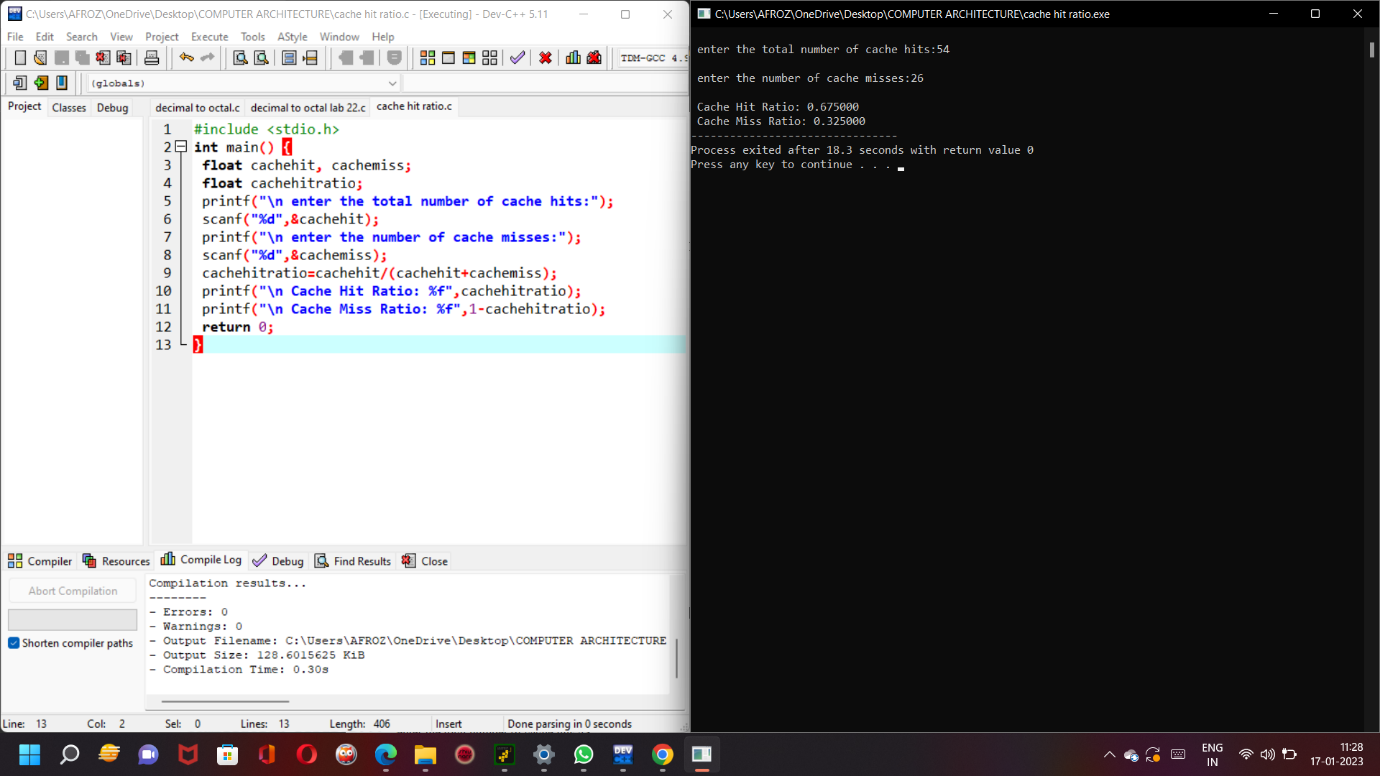 C:\Users\AFROZ\OneDrive\Desktop\COMPUTER ARCHITECTURE\cache hit ratio.c - [Executing] - Dev-C++ 5.11
File Edit Search View Project Execute Tools AStyle Window Help
TDM-GCC 4.9
(globals)
Project Classes Debug
decimal to octal.c decimal to octal lab 22.c cache hit ratio.c
1 #include <stdio.h>
2 int main() {
3 float cachehit, cachemiss;
4 float cachehitratio;
5 printf("\n enter the total number of cache hits:");
6 scanf("%d",&cachehit);
7 printf("\n enter the number of cache misses:");
8 scanf("%d",&cachemiss);
9 cachehitratio=cachehit/(cachehit+cachemiss);
10 printf("\n Cache Hit Ratio: %f",cachehitratio);
11 printf("\n Cache Miss Ratio: %f",1-cachehitratio);
12 return 0;
13 }
Compiler Resources Compile Log Debug Find Results Close
Abort Compilation
Shorten compiler paths
Compilation results...
--------
- Errors: 0
- Warnings: 0
- Output Filename: C:\Users\AFROZ\OneDrive\Desktop\COMPUTER ARCHITECTURE
- Output Size: 128.6015625 KiB
- Compilation Time: 0.30s
Line: 13 Col: 2 Sel: 0 Lines: 13 Length: 406 Insert Done parsing in 0 seconds
C:\Users\AFROZ\OneDrive\Desktop\COMPUTER ARCHITECTURE\cache hit ratio.exe
enter the total number of cache hits:54
enter the number of cache misses:26
Cache Hit Ratio: 0.675000
Cache Miss Ratio: 0.325000
--------------------------------
Process exited after 18.3 seconds with return value 0
Press any key to continue . . .
DEV
ENG
IN
11:28
17-01-2023